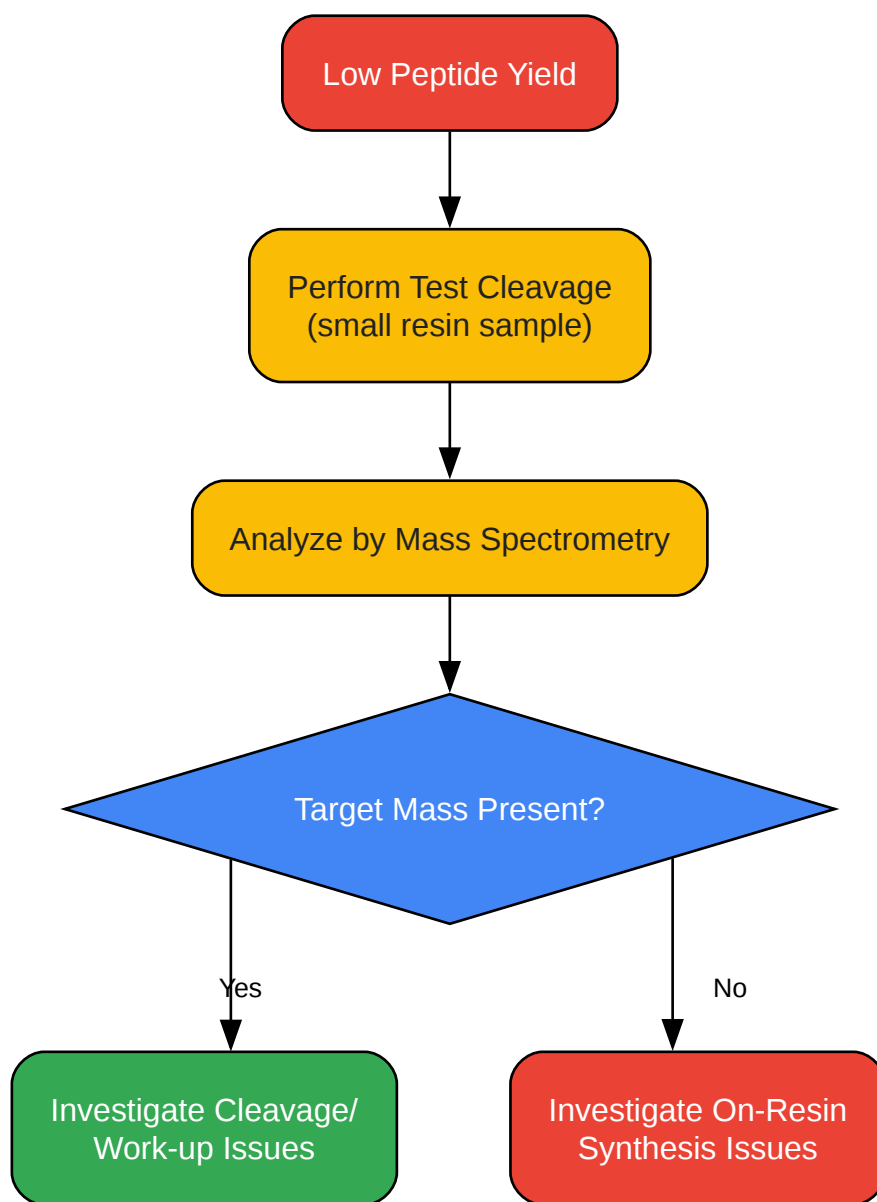 Low Peptide Yield
Perform Test Cleavage
(small resin sample)
Analyze by Mass Spectrometry
Target Mass Present?
Yes
No
Investigate Cleavage/
Work-up Issues
Investigate On-Resin
Synthesis Issues